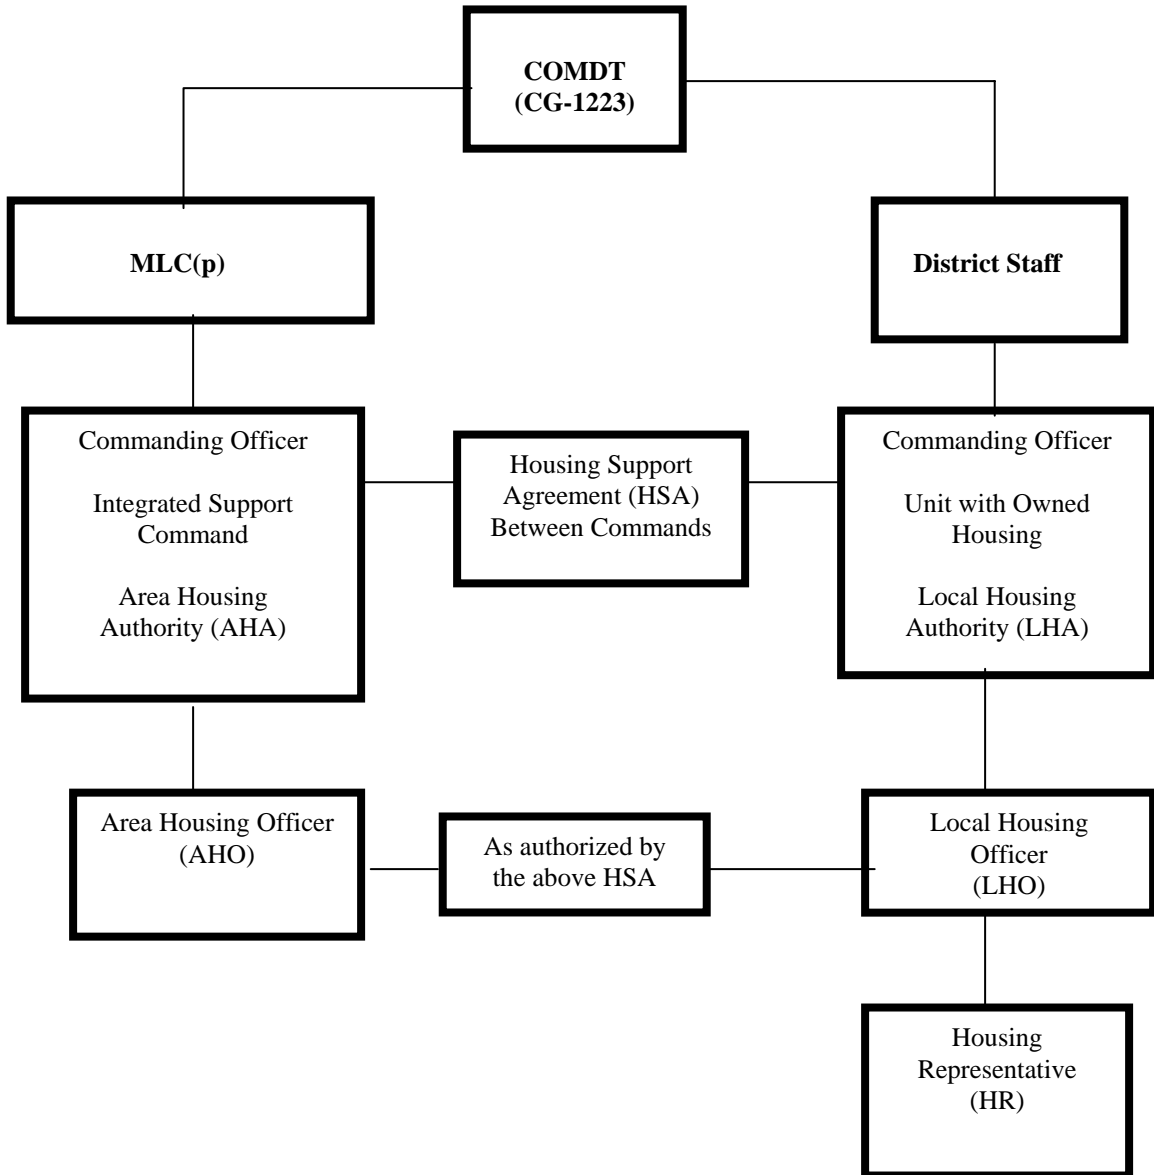 COMDT
(CG-1223)
MLC(p)
District Staff
Commanding Officer
Integrated Support
Command
Area Housing
Authority (AHA)
Housing Support
Agreement (HSA)
Between Commands
Commanding Officer
Unit with Owned
Housing
Local Housing
Authority (LHA)
Area Housing Officer
(AHO)
As authorized by
the above HSA
Local Housing
Officer
(LHO)
Housing
Representative
(HR)